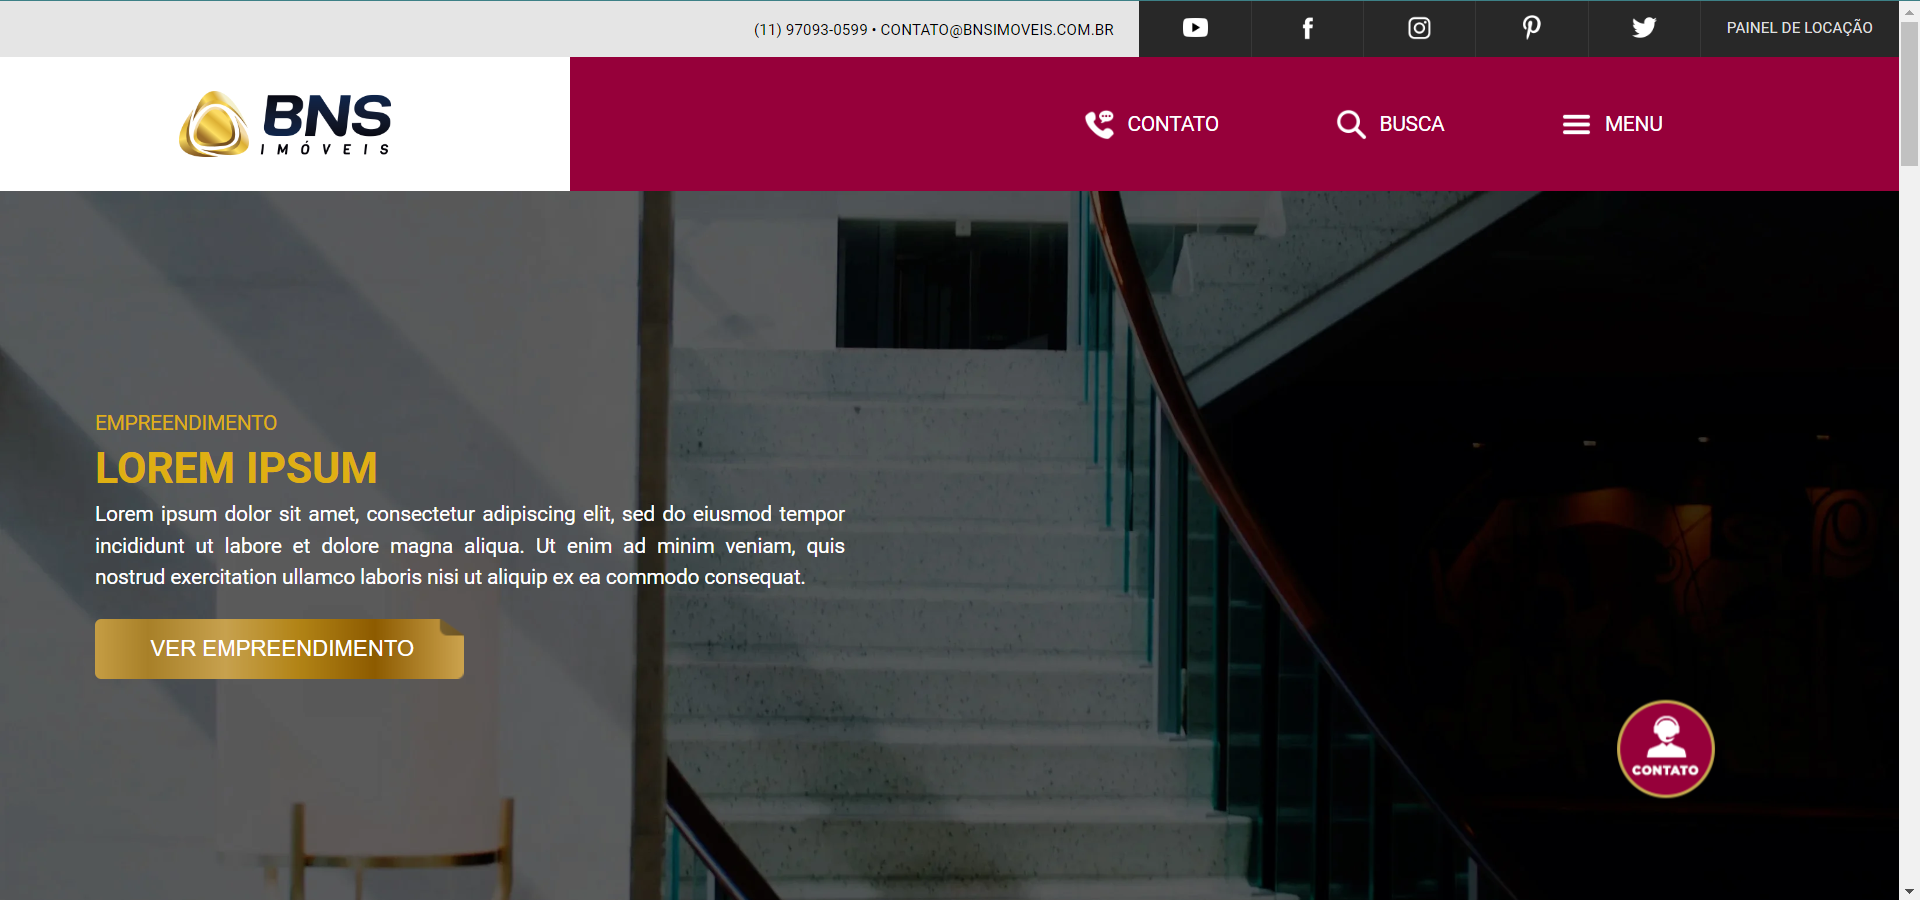 (11) 97093-0599 • CONTATO@BNSIMOVEIS.COM.BR
PAINEL DE LOCAÇÃO
BNS
IMÓVEIS
CONTATO
BUSCA
MENU
EMPREENDIMENTO
LOREM IPSUM
Lorem ipsum dolor sit amet, consectetur adipiscing elit, sed do eiusmod tempor
incididunt ut labore et dolore magna aliqua. Ut enim ad minim veniam, quis
nostrud exercitation ullamco laboris nisi ut aliquip ex ea commodo consequat.
VER EMPREENDIMENTO
CONTATO